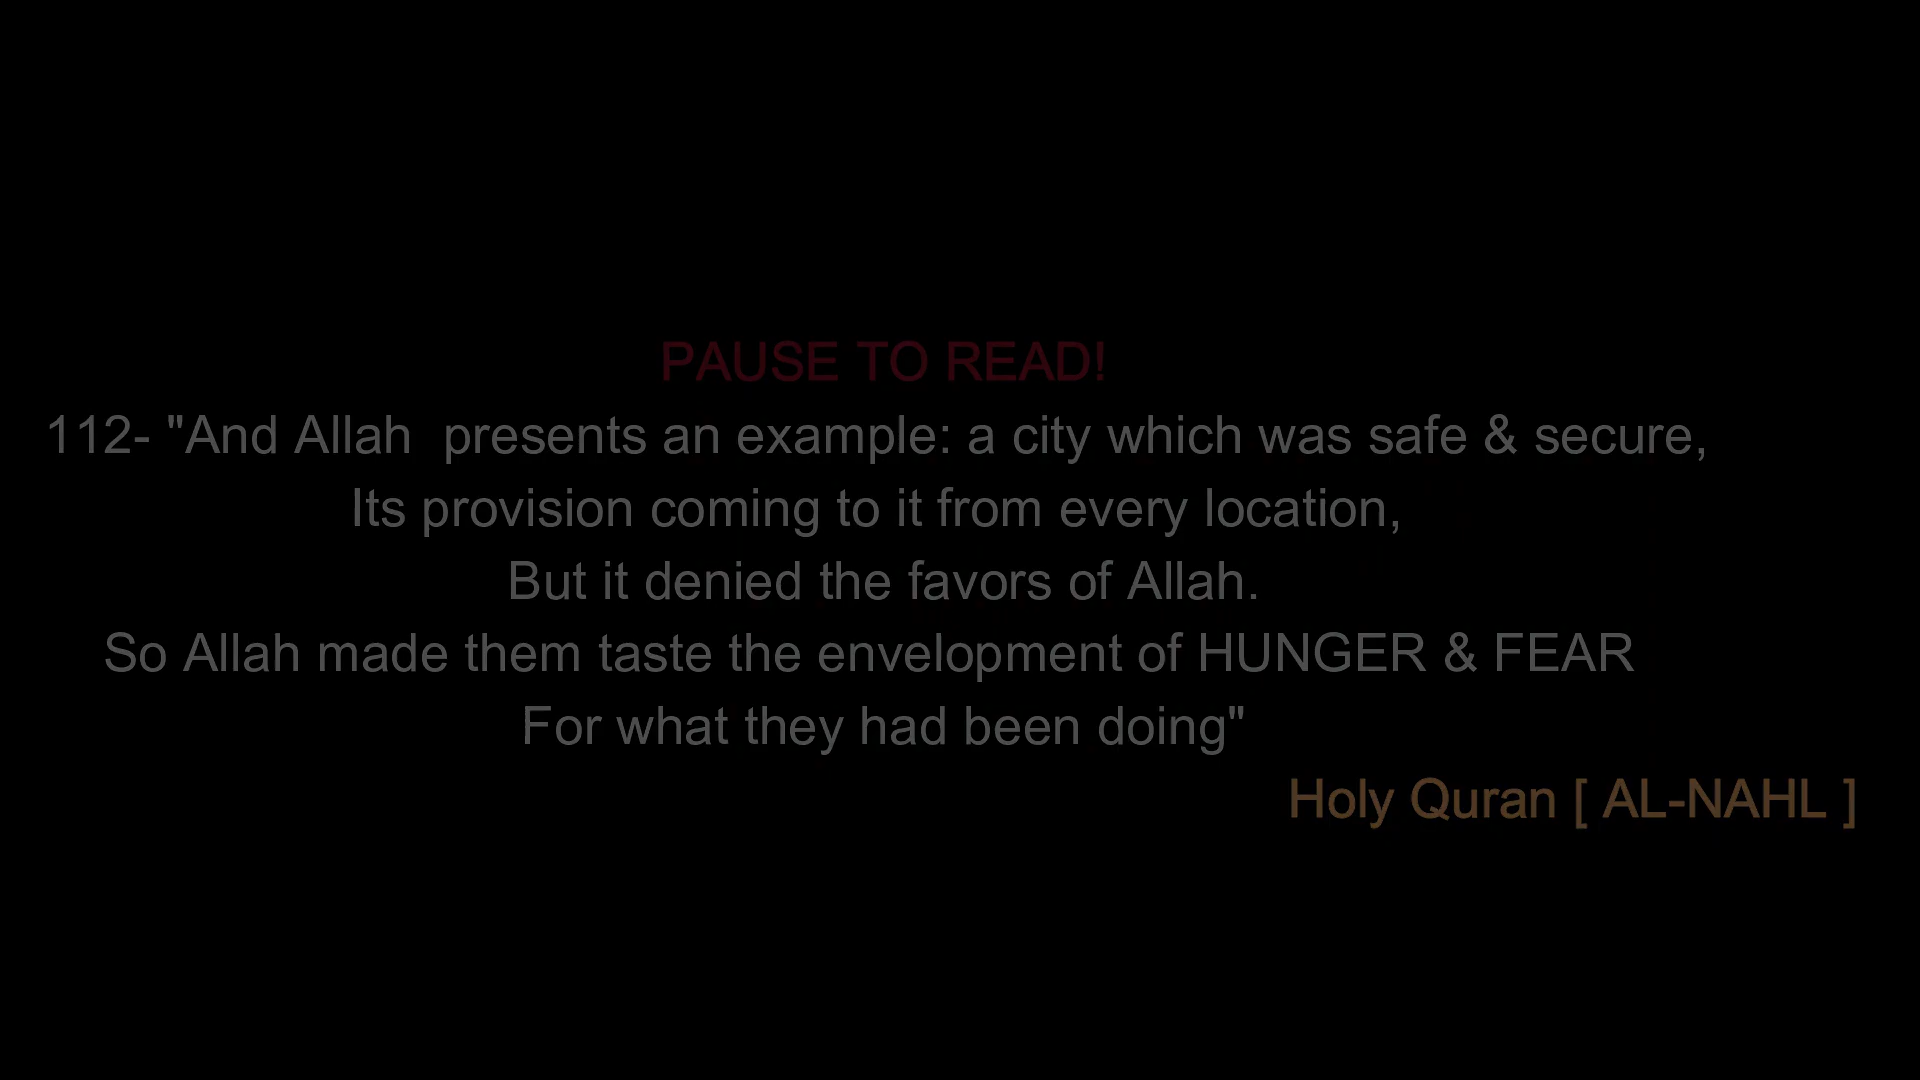 PAUSE TO READ!
112- "And Allah  presents an example: a city which was safe & secure,
Its provision coming to it from every location,
But it denied the favors of Allah.
So Allah made them taste the envelopment of HUNGER & FEAR
For what they had been doing"
Holy Quran [ AL-NAHL ]